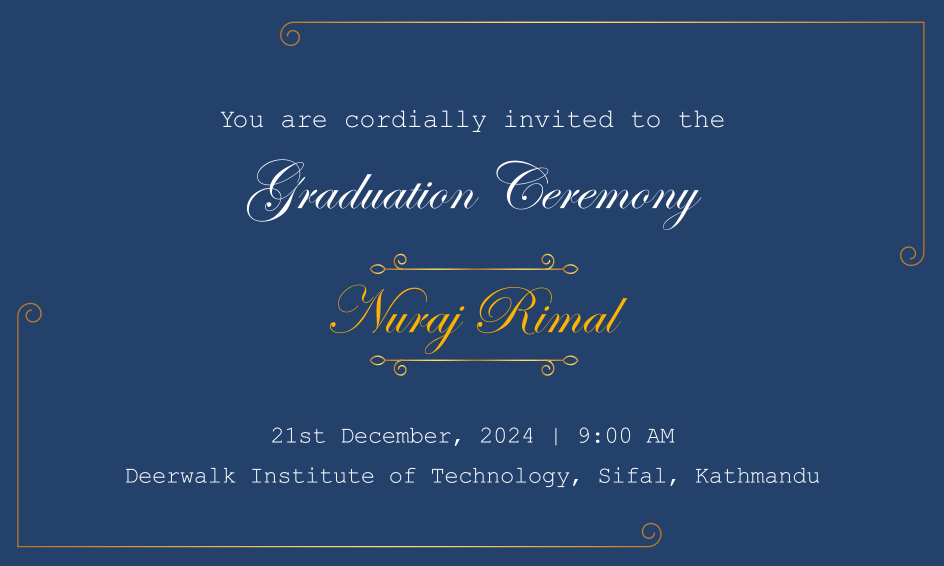 You are cordially invited to the
Graduation Ceremony
Nuraj Rimal
21st December, 2024 | 9:00 AM
Deerwalk Institute of Technology, Sifal, Kathmandu